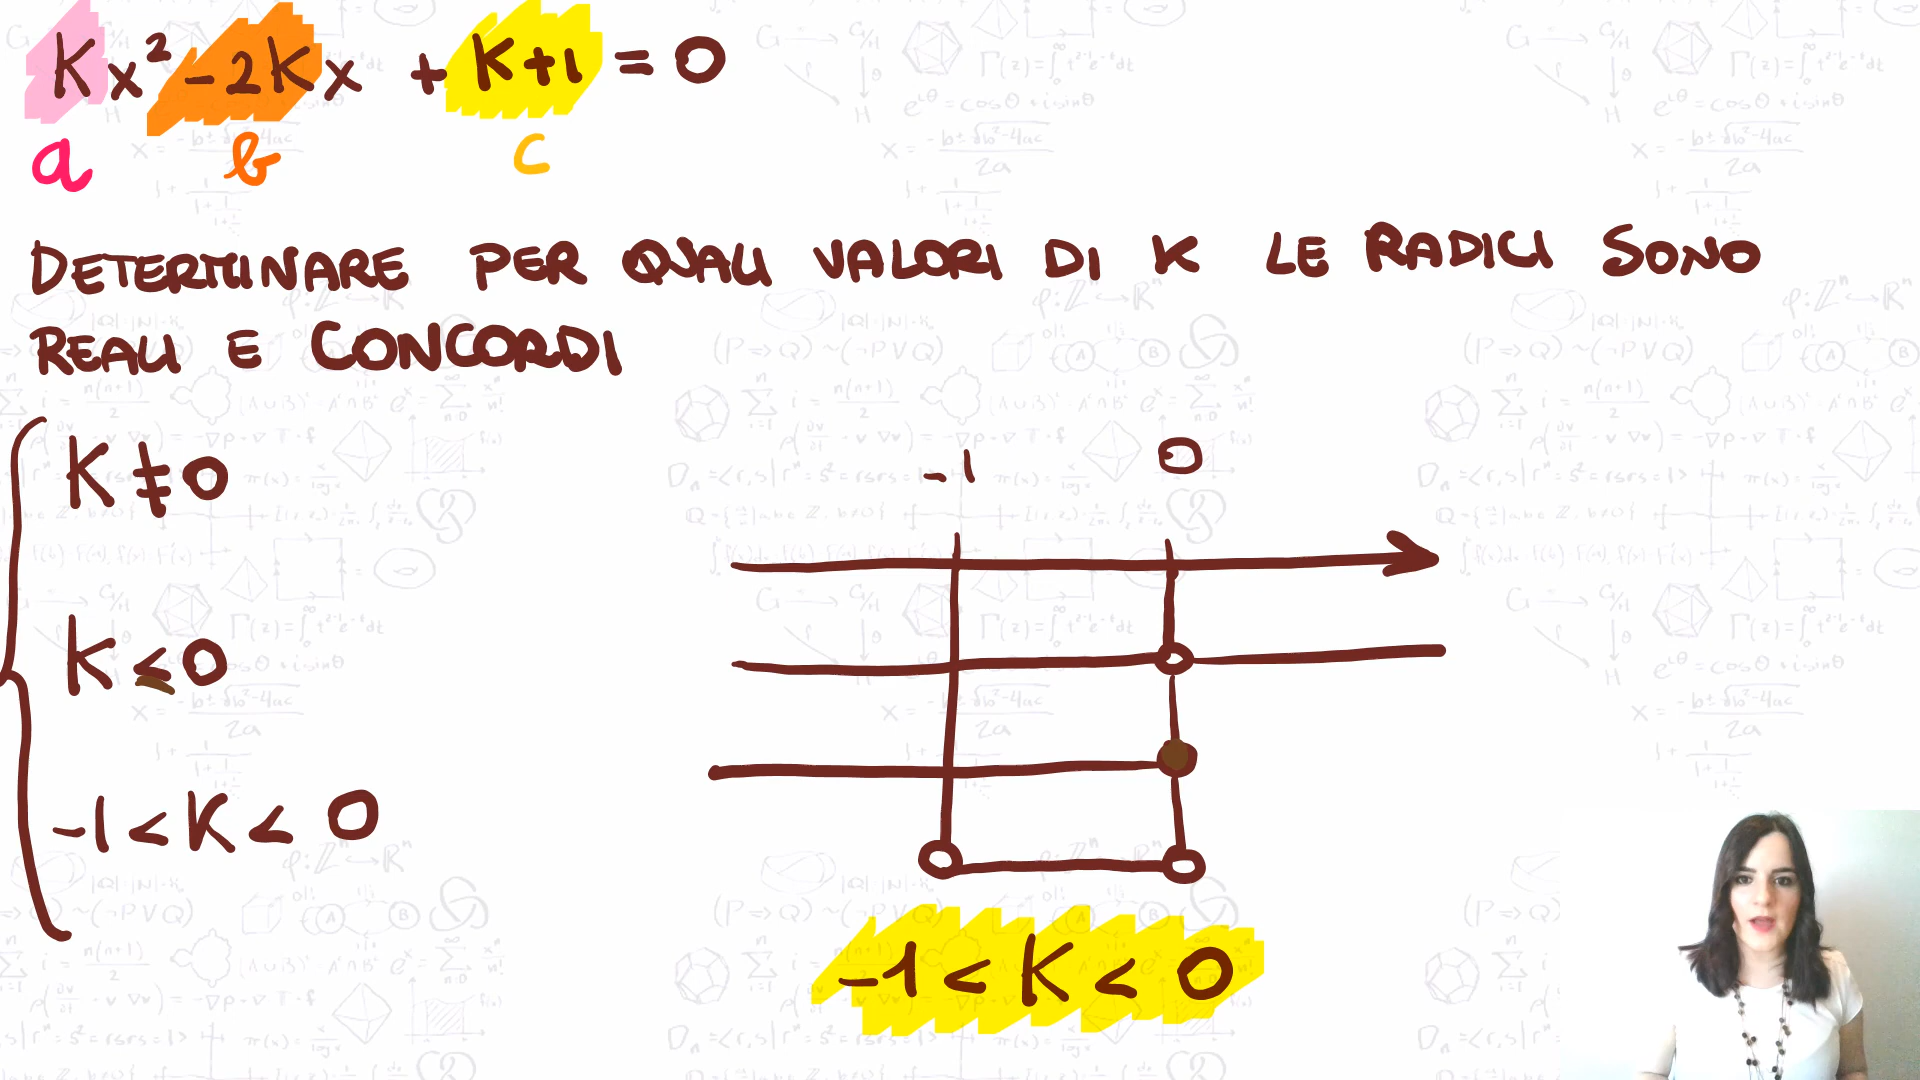 Kx² -2Kx + K+1 = 0
a b c
DETERMINARE PER QUALI VALORI DI K LE RADICI SONO
REALI E CONCORDI
K ≠ 0
K ≤ 0
-1 < K < 0
-1 0
-1 < K < 0